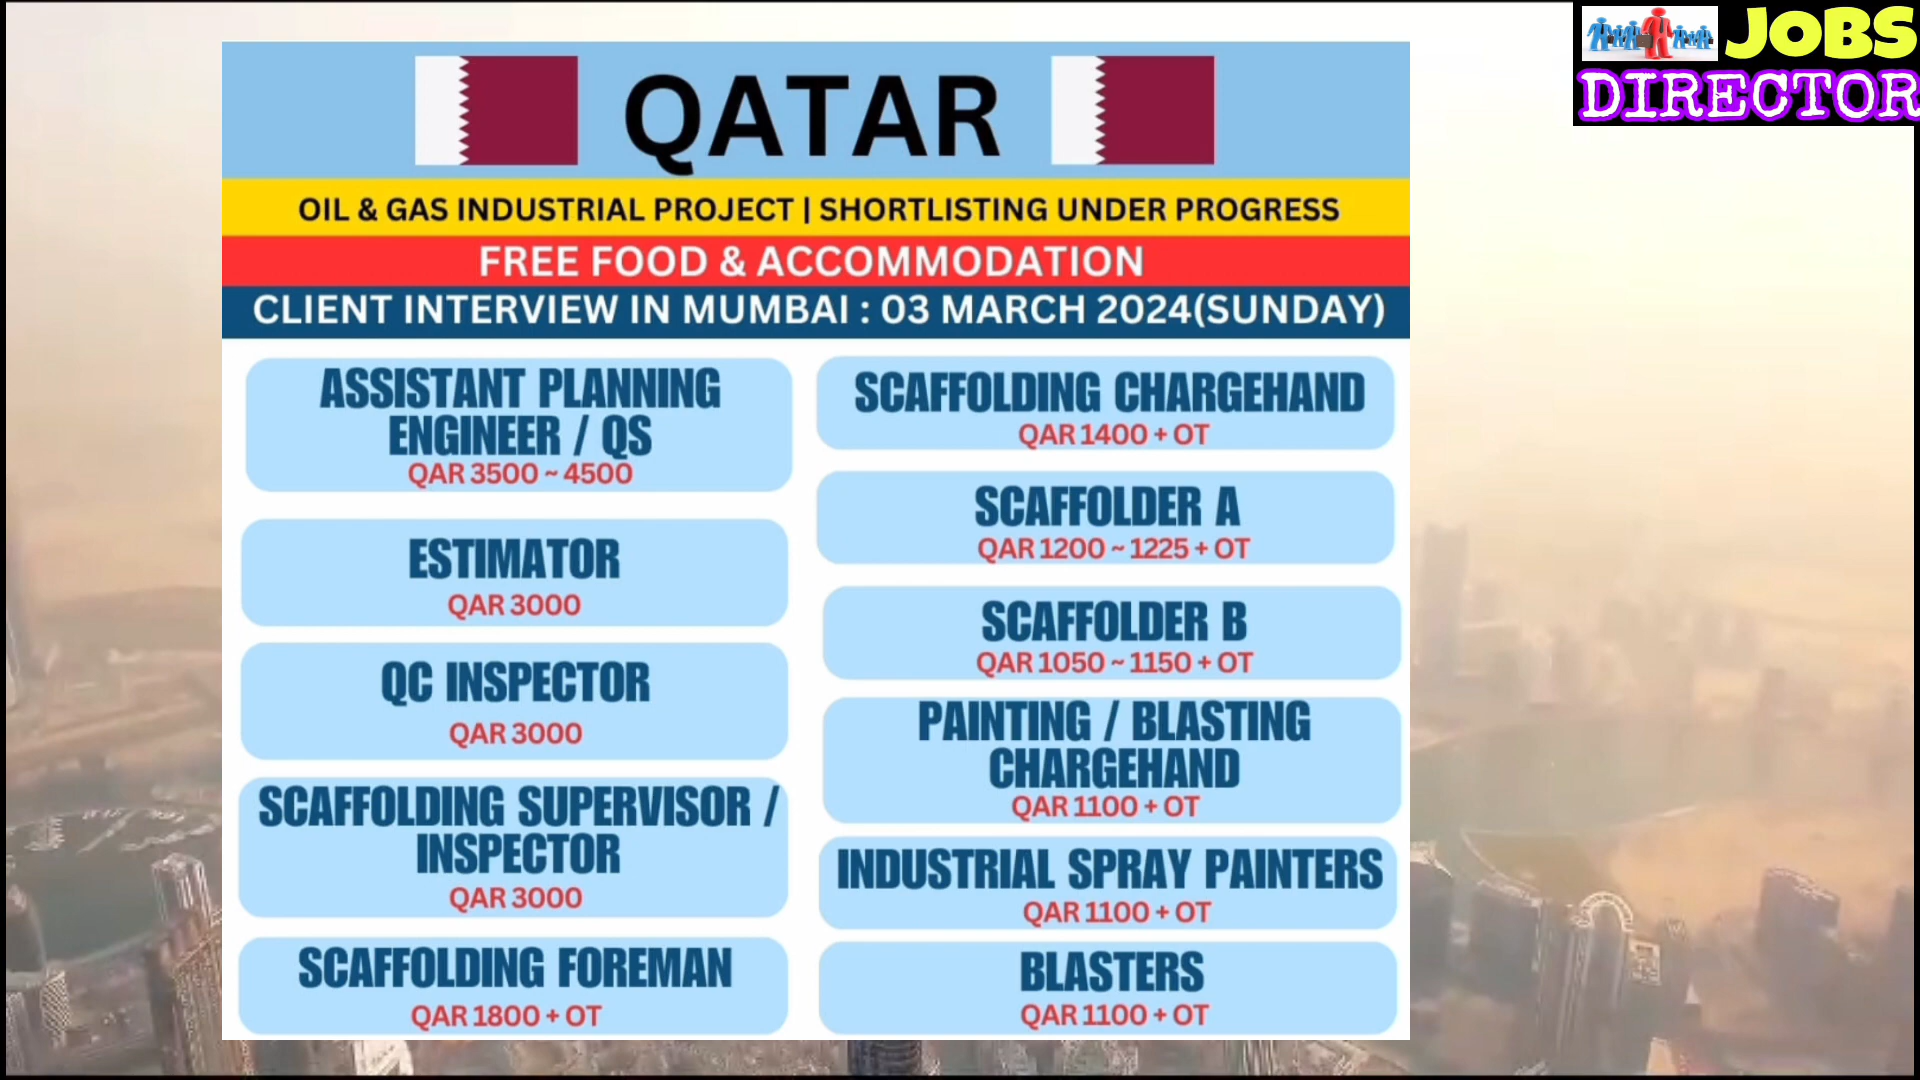 JOBS
DIRECTOR
QATAR
OIL & GAS INDUSTRIAL PROJECT | SHORTLISTING UNDER PROGRESS
FREE FOOD & ACCOMMODATION
CLIENT INTERVIEW IN MUMBAI : 03 MARCH 2024(SUNDAY)
ASSISTANT PLANNING
ENGINEER / QS
QAR 3500 ~ 4500
ESTIMATOR
QAR 3000
QC INSPECTOR
QAR 3000
SCAFFOLDING SUPERVISOR /
INSPECTOR
QAR 3000
SCAFFOLDING FOREMAN
QAR 1800 + OT
SCAFFOLDING CHARGEHAND
QAR 1400 + OT
SCAFFOLDER A
QAR 1200 ~ 1225 + OT
SCAFFOLDER B
QAR 1050 ~ 1150 + OT
PAINTING / BLASTING
CHARGEHAND
QAR 1100 + OT
INDUSTRIAL SPRAY PAINTERS
QAR 1100 + OT
BLASTERS
QAR 1100 + OT